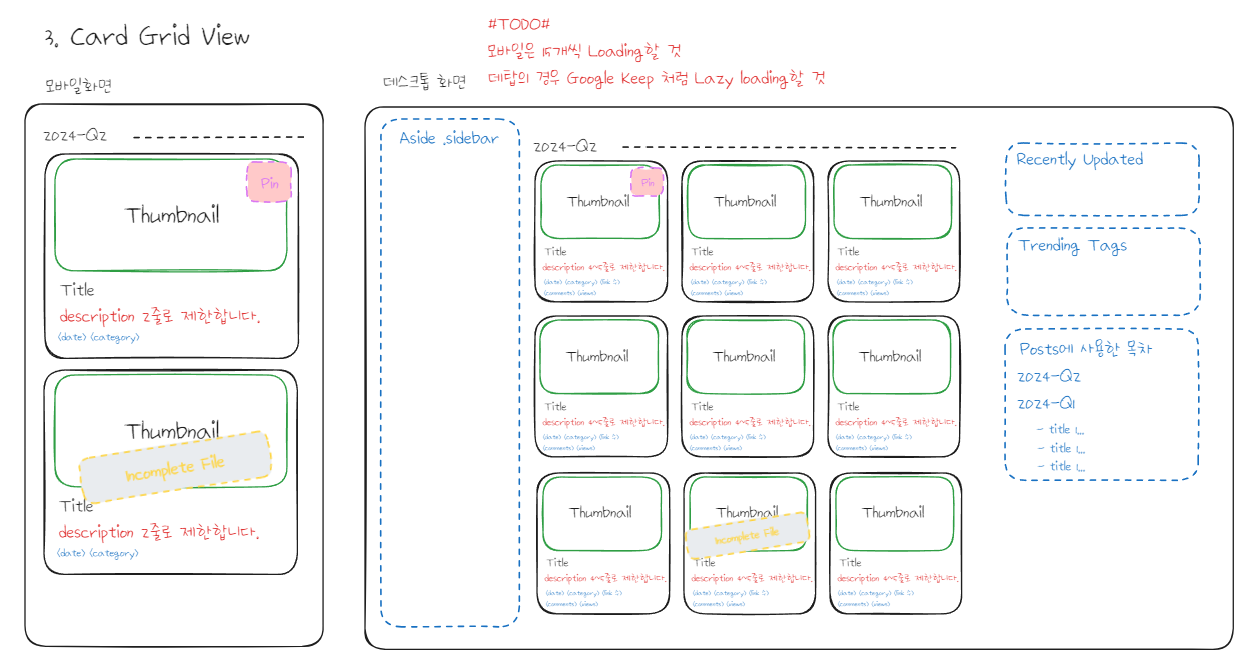 3. Card Grid View
#TODO#
모바일은 15개씩 Loading할 것
데탑의 경우 Google Keep 처럼 Lazy loading할 것
모바일화면
2024-Q2
Pin
Thumbnail
Title
description 2줄로 제한합니다.
(date) (category)
Thumbnail
Incomplete File
Title
description 2줄로 제한합니다.
(date) (category)
데스크톱 화면
Aside .sidebar
2024-Q2
Pin
Thumbnail Thumbnail Thumbnail
Title Title Title
description 4~5줄로 제한합니다. description 4~5줄로 제한합니다. description 4~5줄로 제한합니다.
(date) (category) (date) (category) (date) (category)
(comments) (views) (comments) (views) (comments) (views)
Thumbnail Thumbnail Thumbnail
Title Title Title
description 4~5줄로 제한합니다. description 4~5줄로 제한합니다. description 4~5줄로 제한합니다.
(date) (category) (date) (category) (date) (category)
(comments) (views) (comments) (views) (comments) (views)
Thumbnail Thumbnail Thumbnail
Incomplete File
Title Title Title
description 4~5줄로 제한합니다. description 4~5줄로 제한합니다. description 4~5줄로 제한합니다.
(date) (category) (date) (category) (date) (category)
(comments) (views) (comments) (views) (comments) (views)
Recently Updated
Trending Tags
Posts에 사용한 목차
2024-Q2
2024-Q1
- title 1...
- title 1...
- title 1...